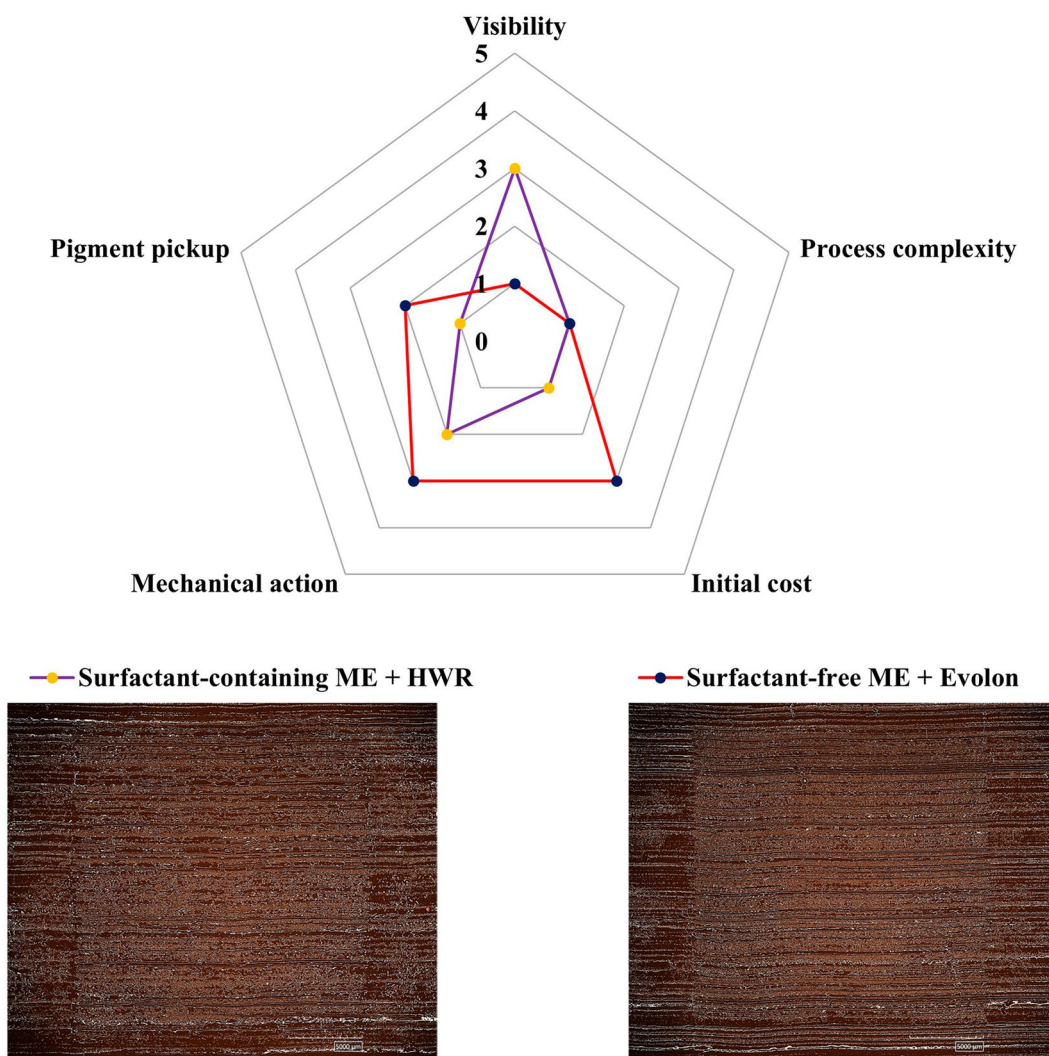 Visibility
5
4
3
2
1
0
Pigment pickup
Process complexity
Mechanical action
Initial cost
Surfactant-containing ME + HWR
Surfactant-free ME + Evolon
5000 µm
5000 µm